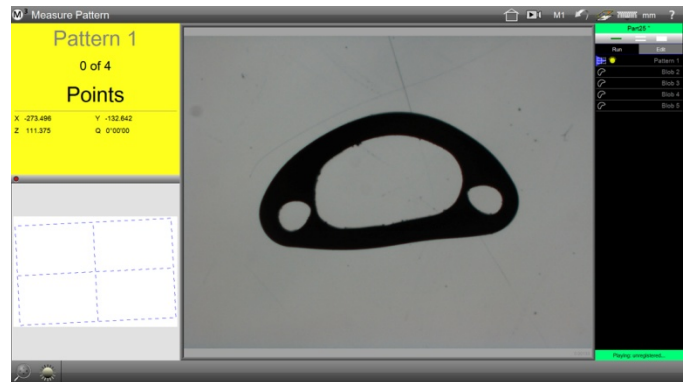 M³ Measure Pattern
M1
mm ?
Pattern 1
0 of 4
Points
X -273.496 Y -132.642
Z 111.375 Q 0°00'00
Part26 *
Run Edit
Pattern 1
Blob 2
Blob 3
Blob 4
Blob 5
Playing: unregistered...